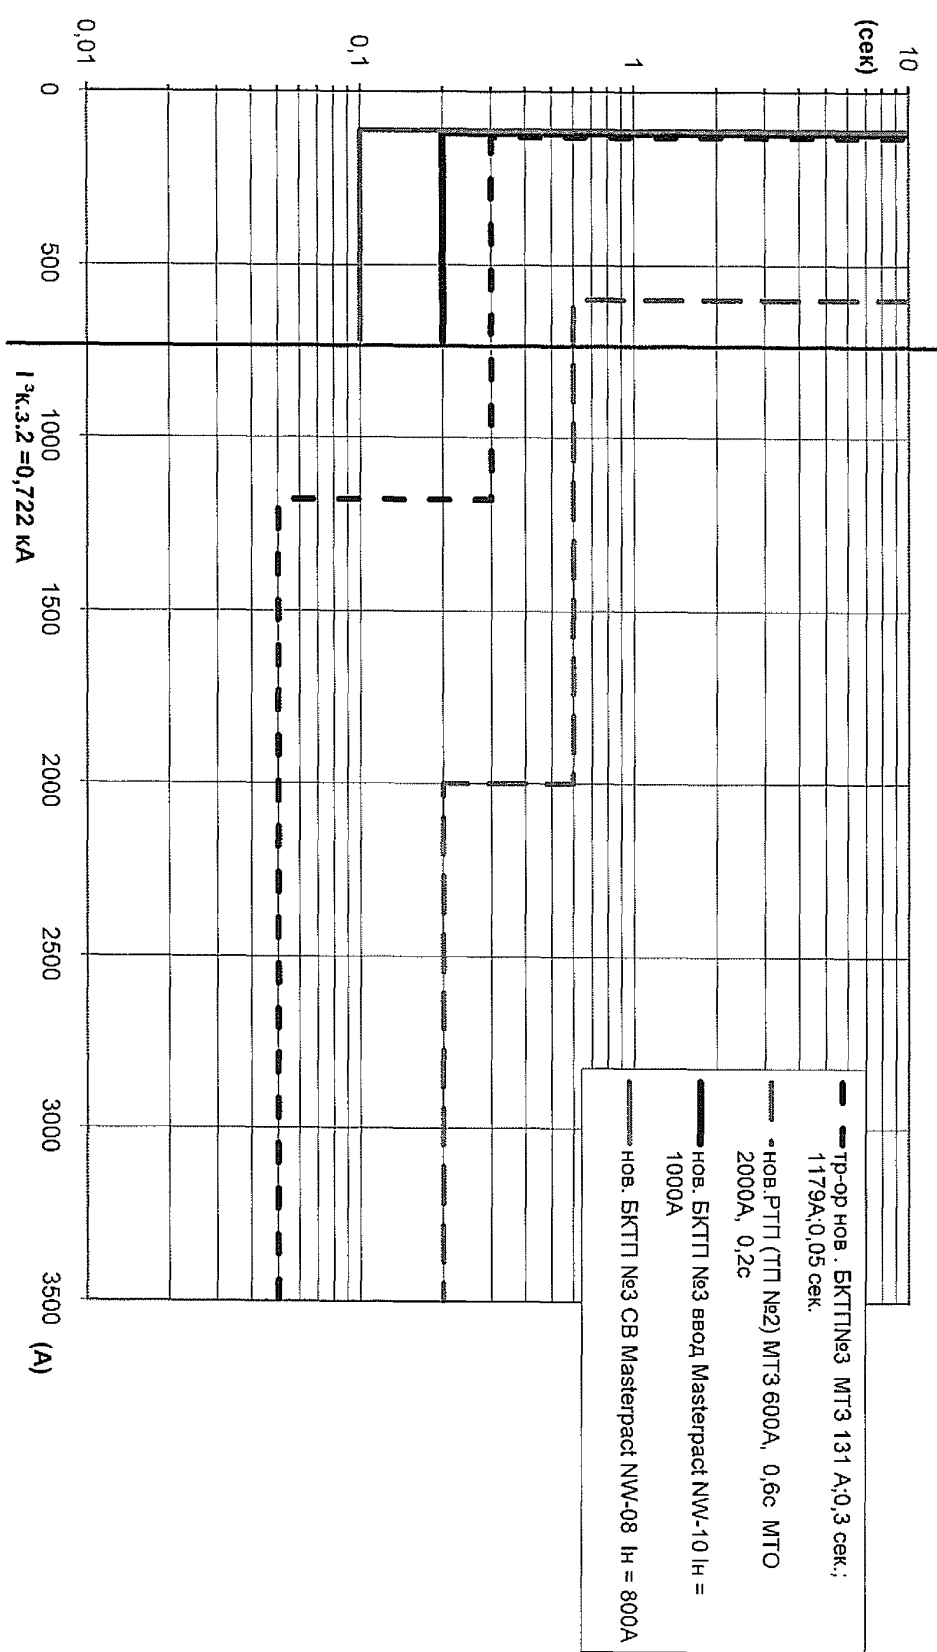 (сек)
10
1
0,1
0,01
0
500
1000
1500
2000
2500
3000
3500
(А)
I ³к.з.2 =0,722 кА
тр-ор нов . БКТП№3 МТЗ 131 А;0,3 сек.;
1179А;0,05 сек.
нов.РТП (ТП №2) МТЗ 600А, 0,6с МТО
2000А, 0,2с
нов. БКТП №3 ввод Masterpact NW-10 Iн =
1000А
нов. БКТП №3 СВ Masterpact NW-08 Iн = 800А